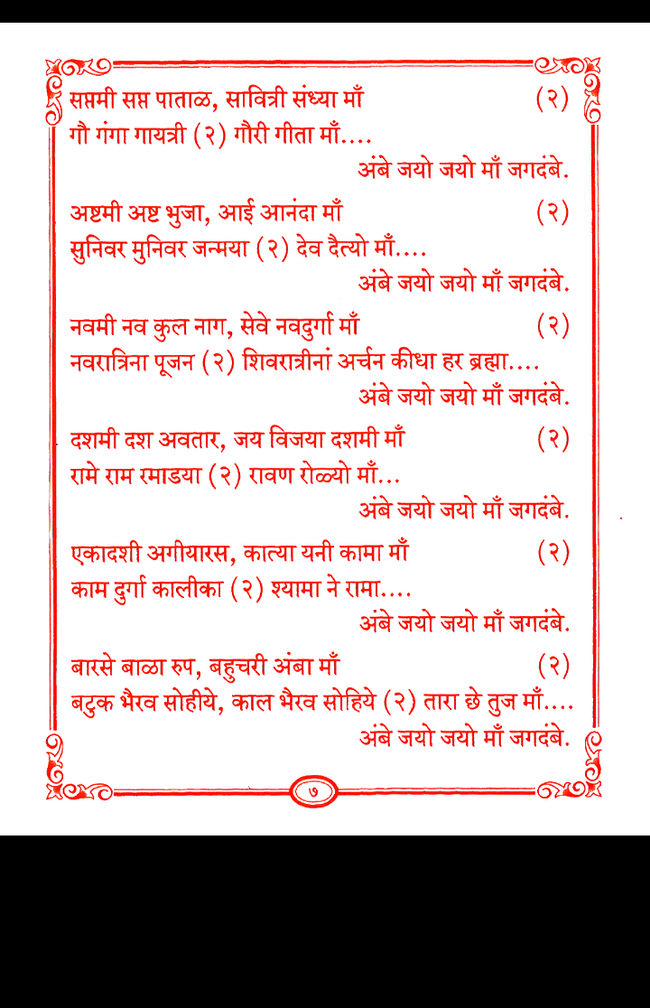 सप्तमी सप्त पाताळ, सावित्री संध्या माँ (२)
गौ गंगा गायत्री (२) गौरी गीता माँ....
अंबे जयो जयो माँ जगदंबे.
अष्टमी अष्ट भुजा, आई आनंदा माँ (२)
सुनिवर मुनिवर जन्मया (२) देव दैत्यो माँ....
अंबे जयो जयो माँ जगदंबे.
नवमी नव कुल नाग, सेवे नवदुर्गा माँ (२)
नवरात्रिना पूजन (२) शिवरात्रीनां अर्चन कीधा हर ब्रह्मा....
अंबे जयो जयो माँ जगदंबे.
दशमी दश अवतार, जय विजया दशमी माँ (२)
रामे राम रमाडया (२) रावण रोळ्यो माँ...
अंबे जयो जयो माँ जगदंबे.
एकादशी अगीयारस, कात्या यनी कामा माँ (२)
काम दुर्गा कालीका (२) श्यामा ने रामा....
अंबे जयो जयो माँ जगदंबे.
बारसे बाळा रुप, बहुचरी अंबा माँ (२)
बटुक भैरव सोहीये, काल भैरव सोहिये (२) तारा छे तुज माँ....
अंबे जयो जयो माँ जगदंबे.
७